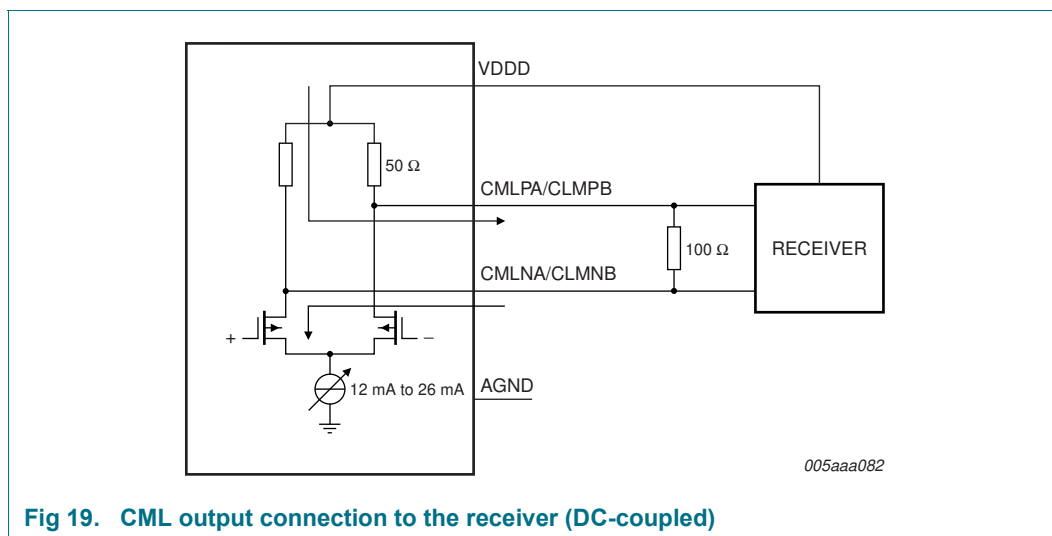 VDDD
50 Ω
CMLPA/CLMPB
100 Ω
RECEIVER
CMLNA/CLMNB
+
−
12 mA to 26 mA
AGND
005aaa082
Fig 19. CML output connection to the receiver (DC-coupled)